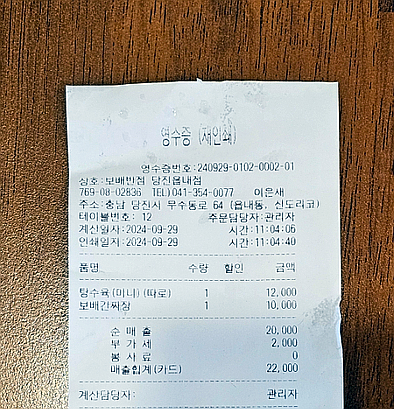 영수증 (재인쇄)
영수증번호:240929-0102-0002-01
상호:보배반점 당진읍내점
769-08-02836 TEL)041-354-0077 이은새
주소:충남 당진시 무수동로 64 (읍내동, 신도리코)
테이블번호: 12 주문담당자:관리자
계산일자:2024-09-29 시간:11:04:06
인쇄일자:2024-09-29 시간:11:04:40
품명 수량 할인 금액
탕수육(미니)(따로) 1 12,000
보배간짜장 1 10,000
순 매 출 20,000
부 가 세 2,000
봉 사 료 0
매출합계(카드) 22,000
계산담당자: 관리자